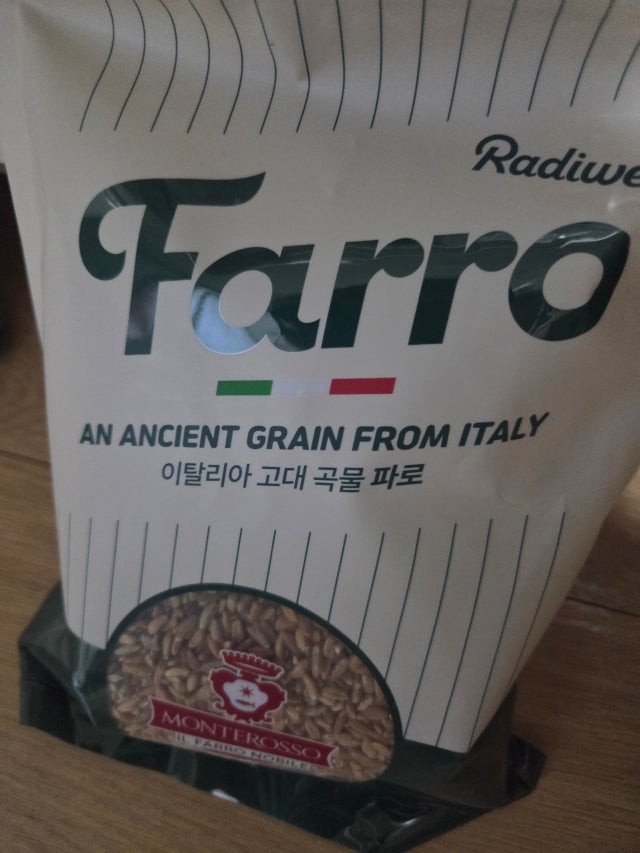 Radiwe
Farro
AN ANCIENT GRAIN FROM ITALY
이탈리아 고대 곡물 파로
MONTEROSSO
IL FARRO NOBILE